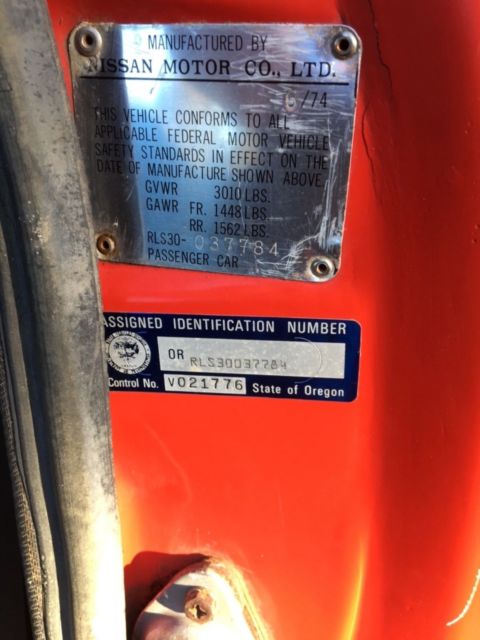 MANUFACTURED BY
NISSAN MOTOR CO., LTD.
6/74
THIS VEHICLE CONFORMS TO ALL
APPLICABLE FEDERAL MOTOR VEHICLE
SAFETY STANDARDS IN EFFECT ON THE
DATE OF MANUFACTURE SHOWN ABOVE.
GVWR 3010 LBS.
GAWR FR. 1448 LBS.
RR. 1562 LBS.
RLS30-037784
PASSENGER CAR
ASSIGNED IDENTIFICATION NUMBER
OR RLS30037784
Control No. V021776 State of Oregon